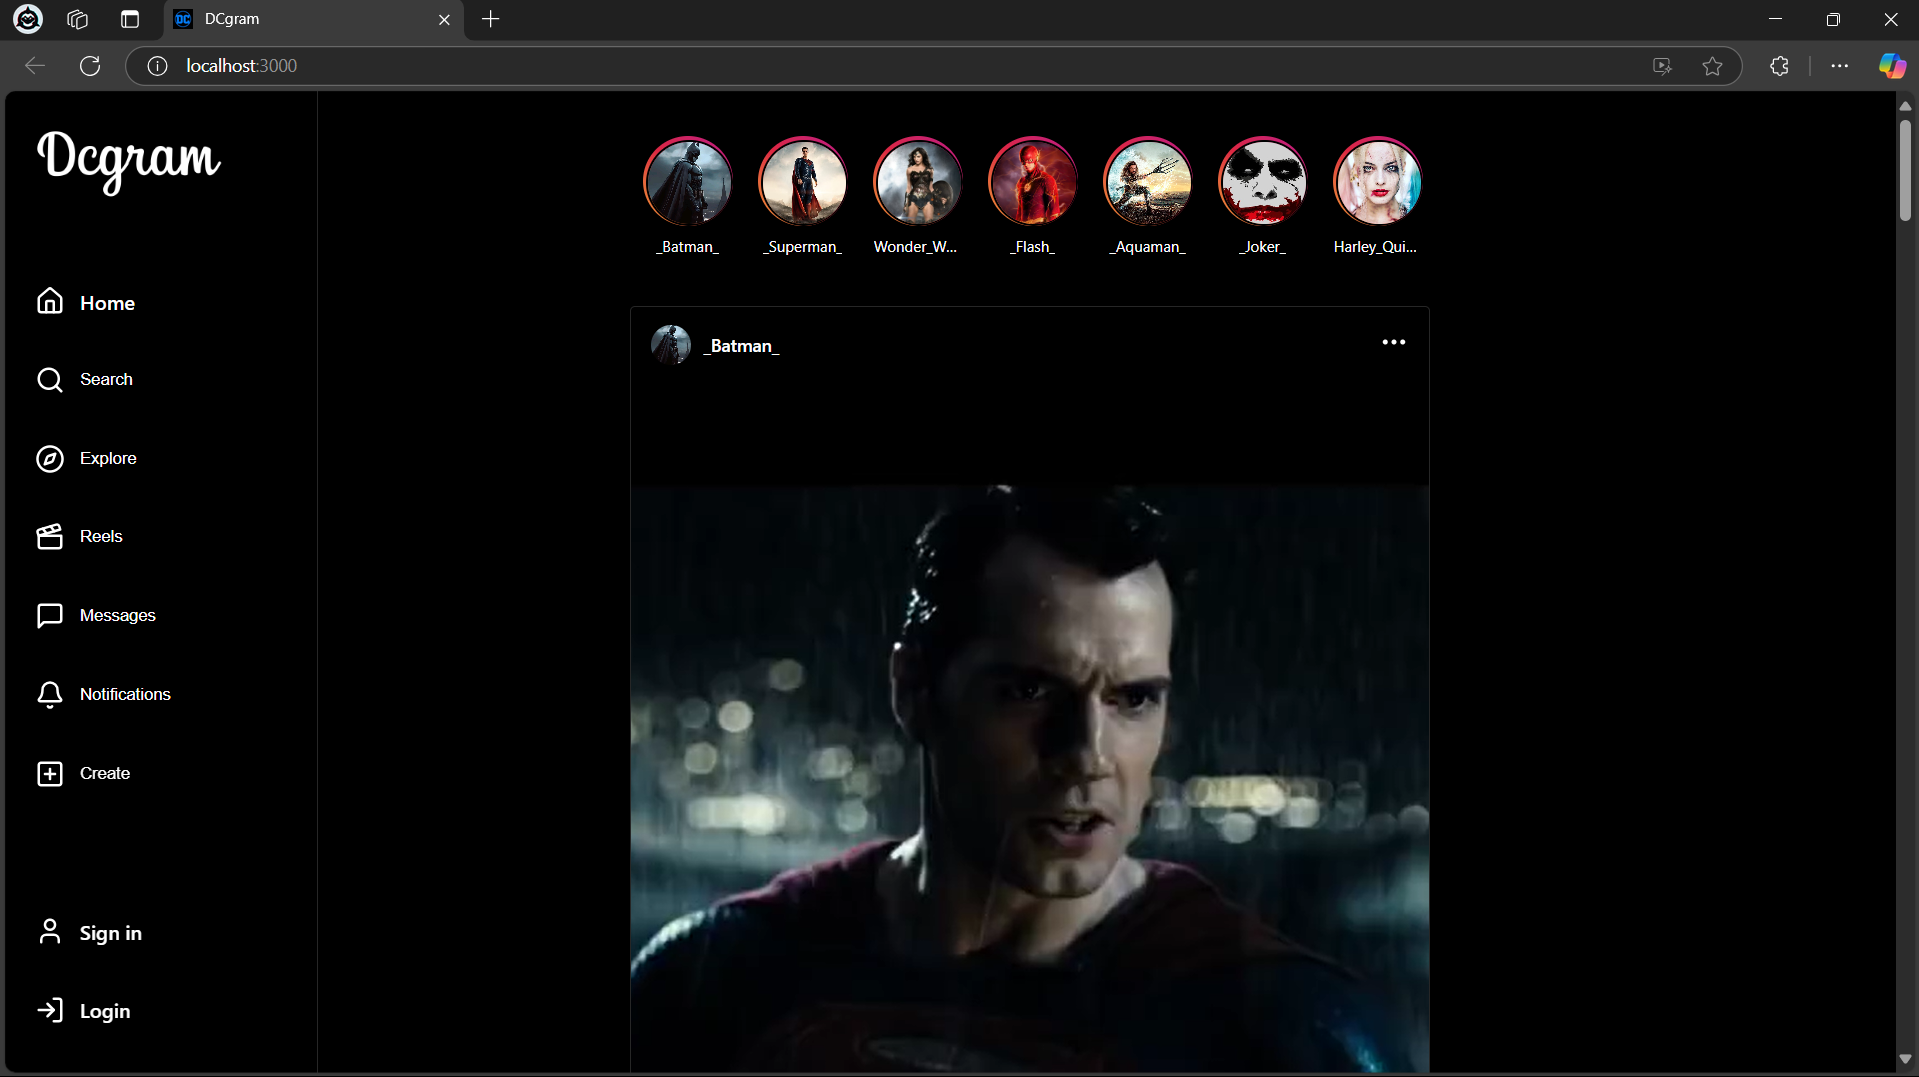 DC DCgram
localhost:3000
Dcgram
_Batman_ _Superman_ Wonder_W... _Flash_ _Aquaman_ _Joker_ Harley_Qui...
Home
_Batman_
Search
Explore
Reels
Messages
Notifications
Create
Sign in
Login